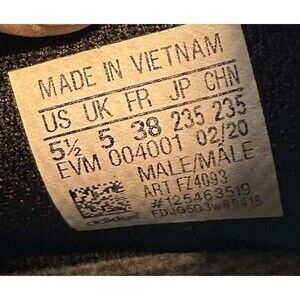 MADE IN VIETNAM
US UK FR JP CHN
5½ 5 38 235 235
EVM 004001 02/20
MALE/MALE
ART FZ4093
#125463519
adidas